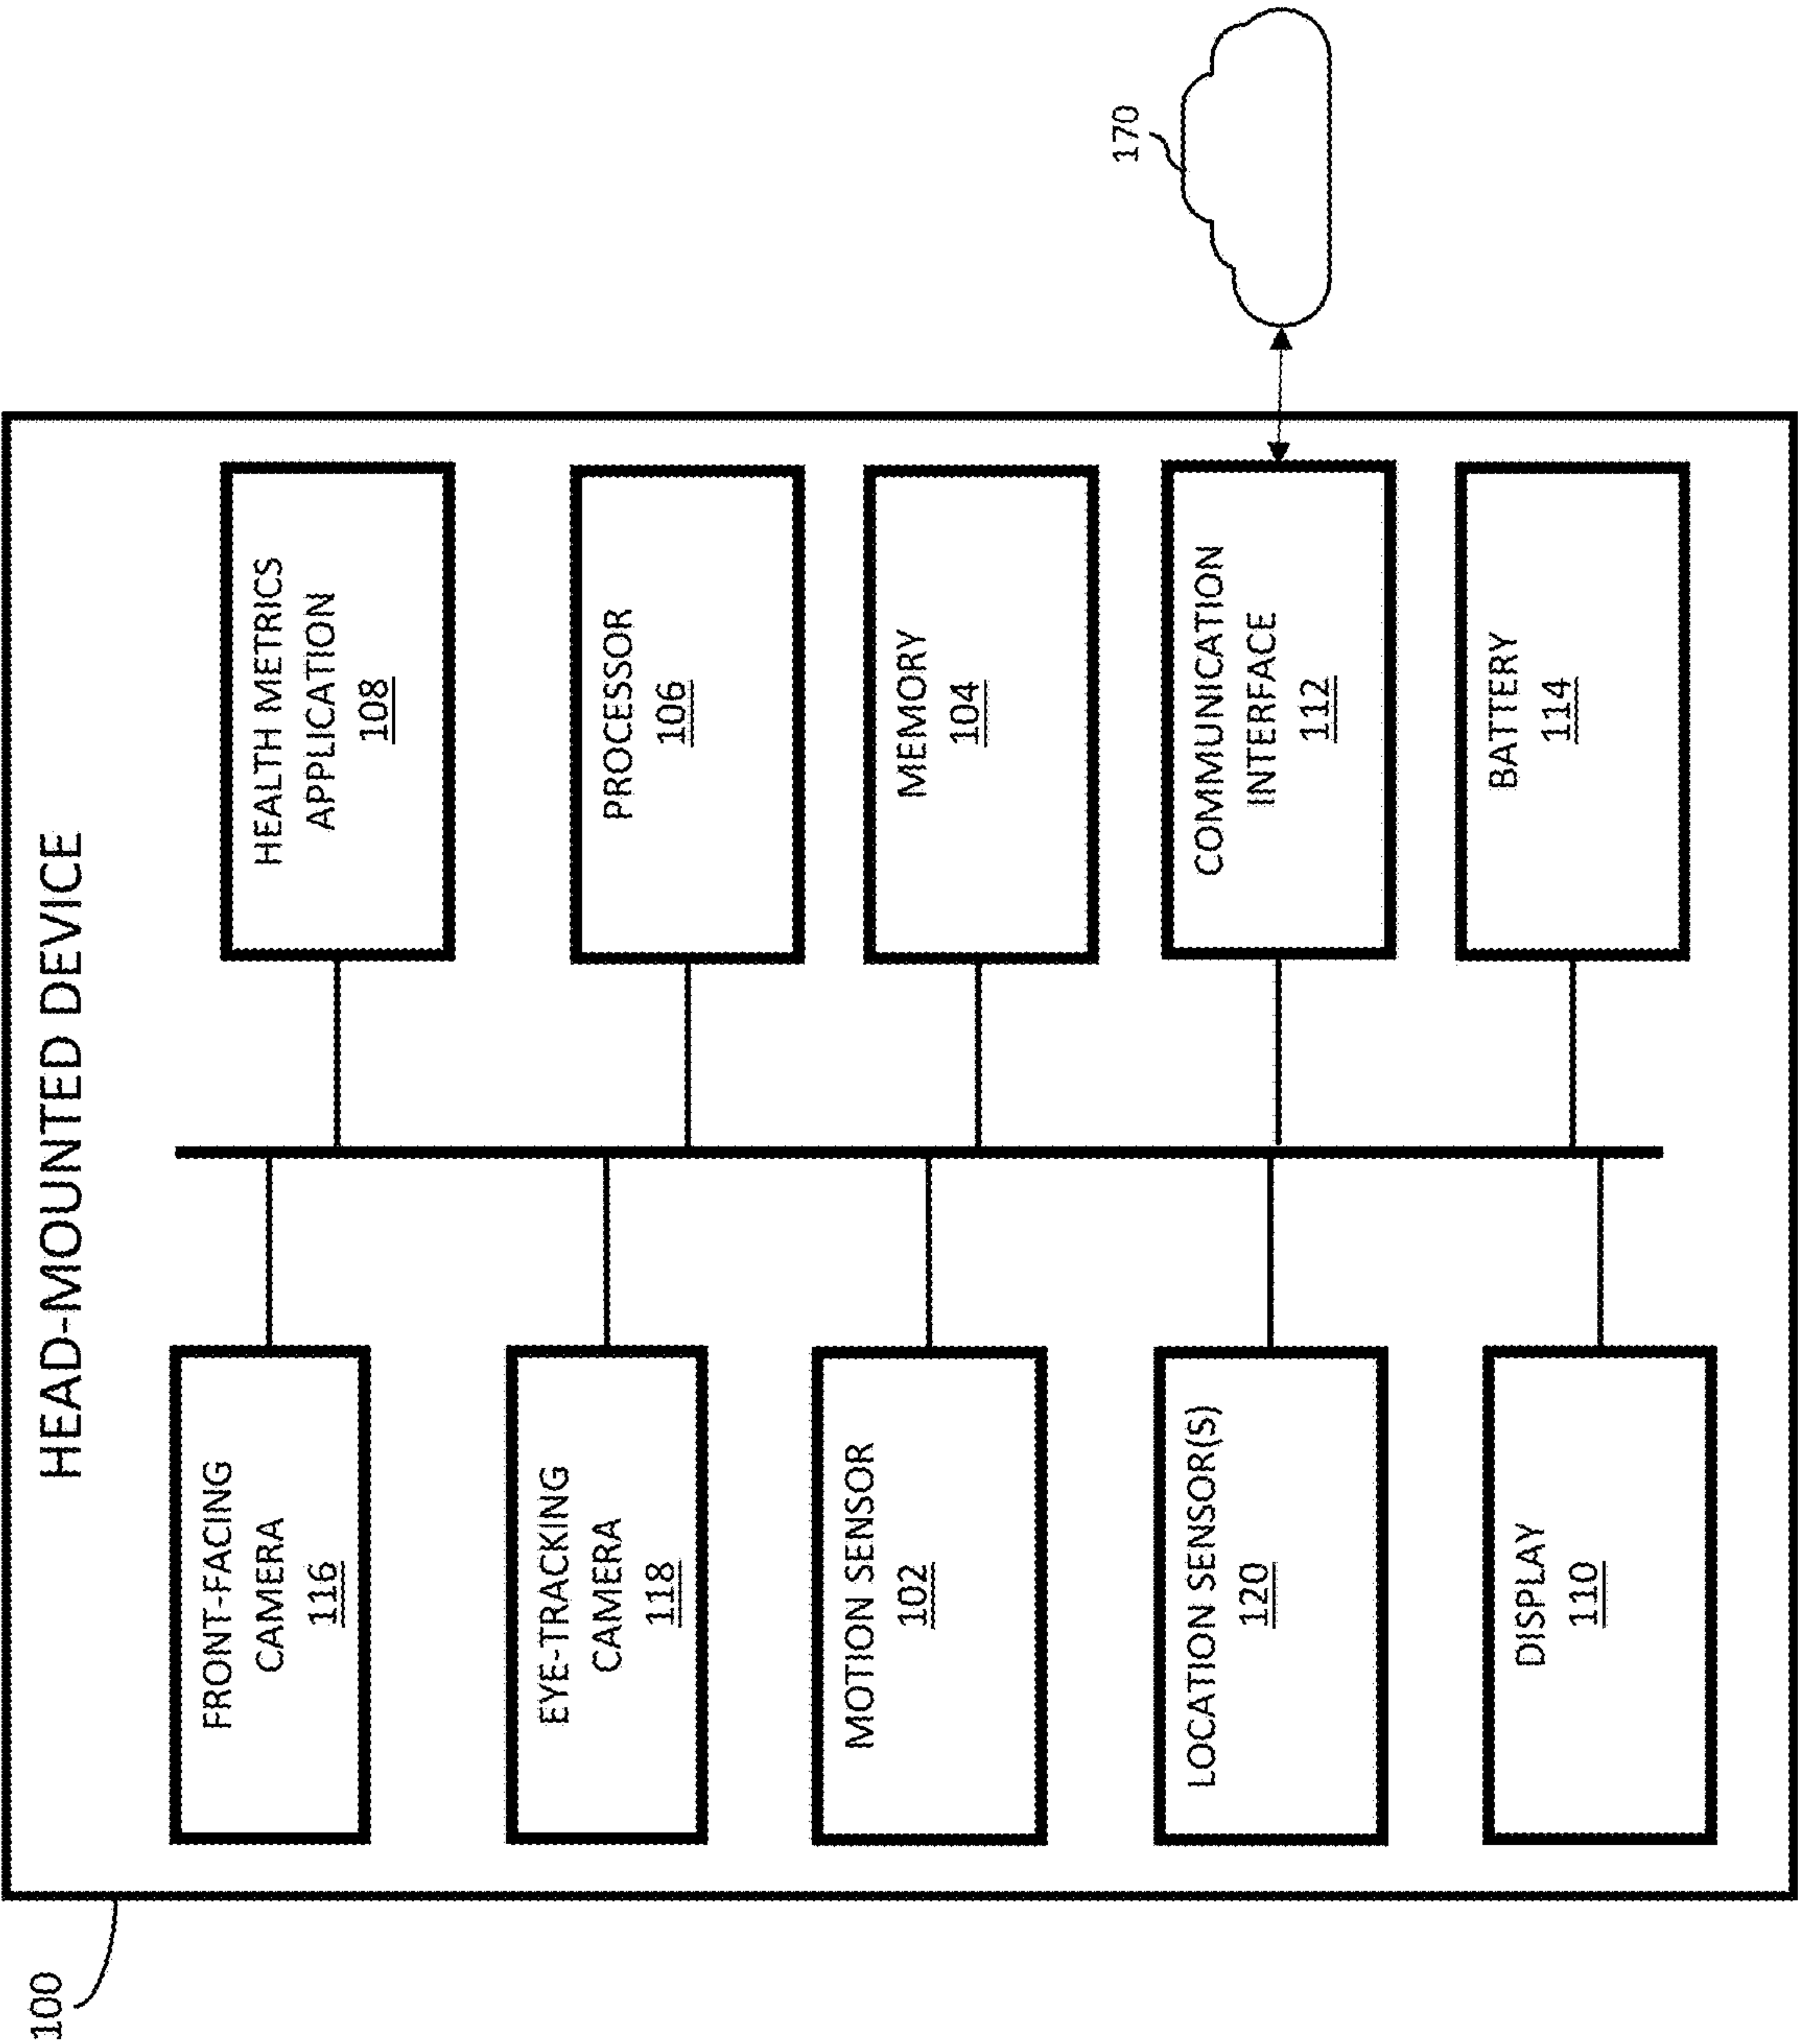 100
HEAD-MOUNTED DEVICE
FRONT-FACING
CAMERA
116
EYE-TRACKING
CAMERA
118
MOTION SENSOR
102
LOCATION SENSOR(S)
120
DISPLAY
110
HEALTH METRICS
APPLICATION
108
PROCESSOR
106
MEMORY
104
COMMUNICATION
INTERFACE
112
BATTERY
114
170